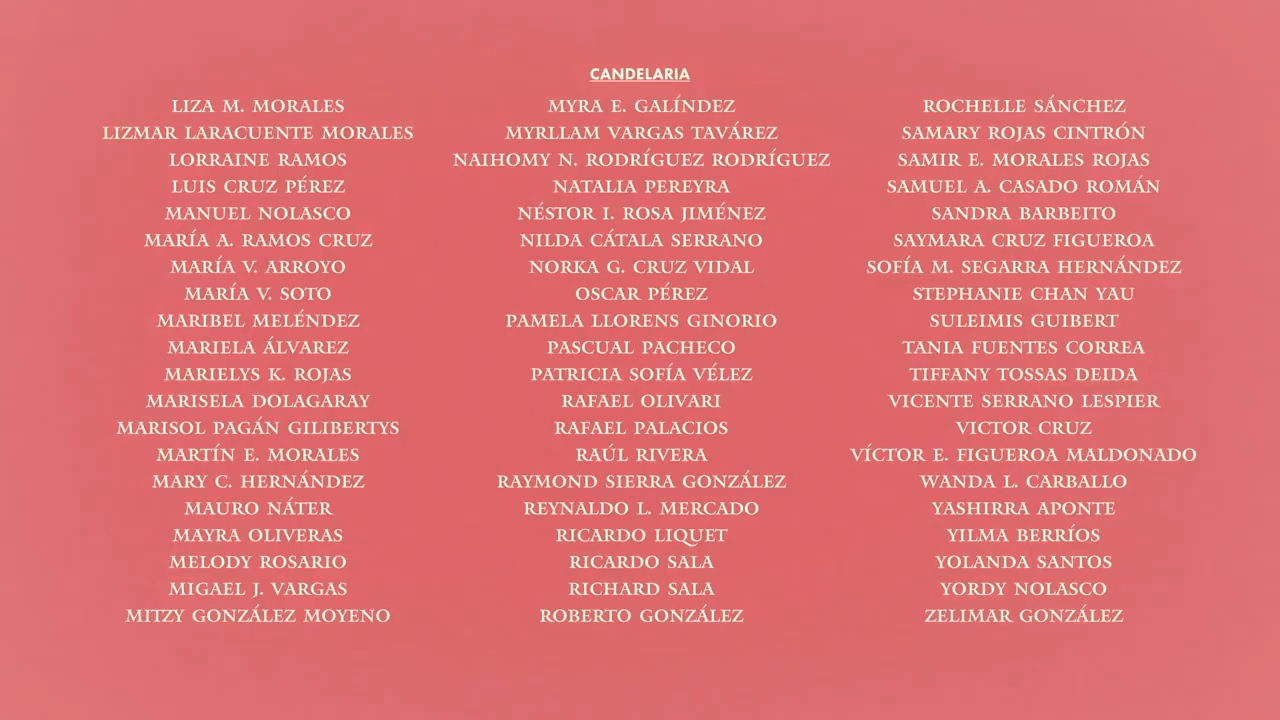 CANDELARIA
LIZA M. MORALES
LIZMAR LARACUENTE MORALES
LORRAINE RAMOS
LUIS CRUZ PÉREZ
MANUEL NOLASCO
MARÍA A. RAMOS CRUZ
MARÍA V. ARROYO
MARÍA V. SOTO
MARIBEL MELÉNDEZ
MARIELA ÁLVAREZ
MARIELYS K. ROJAS
MARISELA DOLAGARAY
MARISOL PAGÁN GILIBERTYS
MARTÍN E. MORALES
MARY C. HERNÁNDEZ
MAURO NÁTER
MAYRA OLIVERAS
MELODY ROSARIO
MIGAEL J. VARGAS
MITZY GONZÁLEZ MOYENO
MYRA E. GALÍNDEZ
MYRLLAM VARGAS TAVÁREZ
NAIHOMY N. RODRÍGUEZ RODRÍGUEZ
NATALIA PEREYRA
NÉSTOR I. ROSA JIMÉNEZ
NILDA CÁTALA SERRANO
NORKA G. CRUZ VIDAL
OSCAR PÉREZ
PAMELA LLORENS GINORIO
PASCUAL PACHECO
PATRICIA SOFÍA VÉLEZ
RAFAEL OLIVARI
RAFAEL PALACIOS
RAÚL RIVERA
RAYMOND SIERRA GONZÁLEZ
REYNALDO L. MERCADO
RICARDO LIQUET
RICARDO SALA
RICHARD SALA
ROBERTO GONZÁLEZ
ROCHELLE SÁNCHEZ
SAMARY ROJAS CINTRÓN
SAMIR E. MORALES ROJAS
SAMUEL A. CASADO ROMÁN
SANDRA BARBEITO
SAYMARA CRUZ FIGUEROA
SOFÍA M. SEGARRA HERNÁNDEZ
STEPHANIE CHAN YAU
SULEIMIS GUIBERT
TANIA FUENTES CORREA
TIFFANY TOSSAS DEIDA
VICENTE SERRANO LESPIER
VICTOR CRUZ
VÍCTOR E. FIGUEROA MALDONADO
WANDA L. CARBALLO
YASHIRRA APONTE
YILMA BERRÍOS
YOLANDA SANTOS
YORDY NOLASCO
ZELIMAR GONZÁLEZ